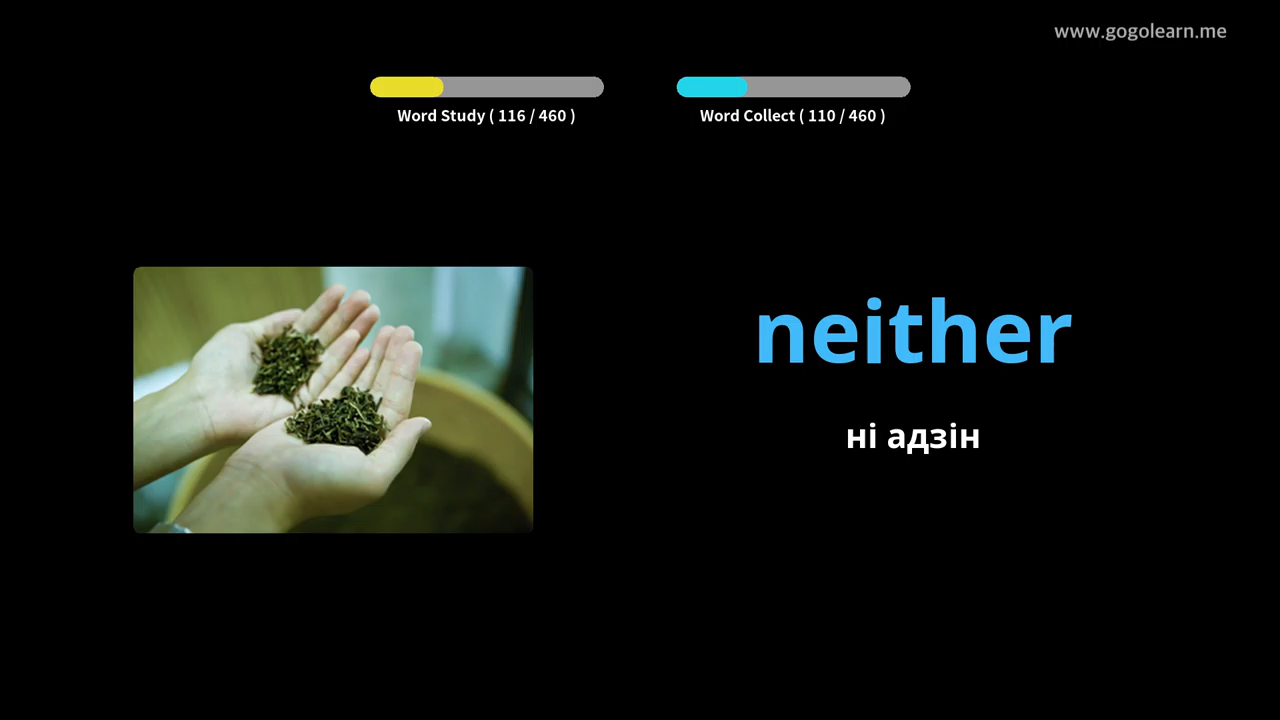 www.gogolearn.me
Word Study ( 116 / 460 )
Word Collect ( 110 / 460 )
neither
ні адзін